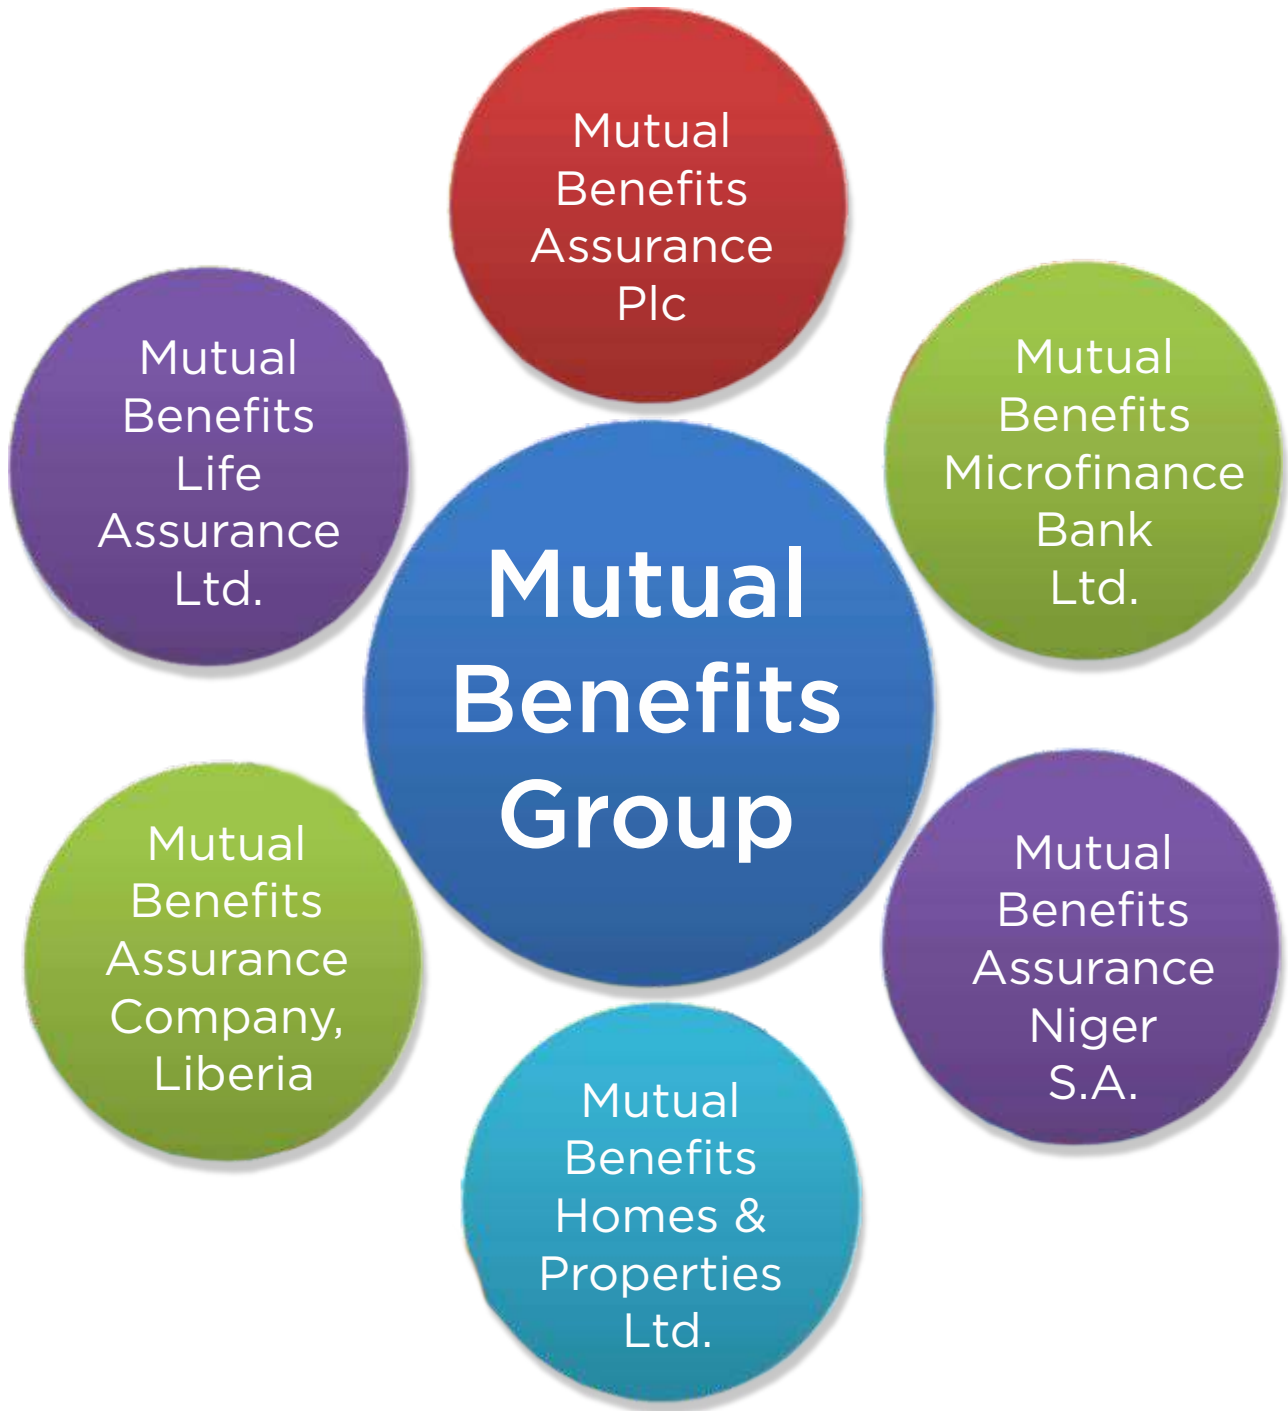 Mutual
Benefits
Assurance
Plc
Mutual
Benefits
Life
Assurance
Ltd.
Mutual
Benefits
Microfinance
Bank
Ltd.
Mutual
Benefits
Group
Mutual
Benefits
Assurance
Company,
Liberia
Mutual
Benefits
Assurance
Niger
S.A.
Mutual
Benefits
Homes &
Properties
Ltd.